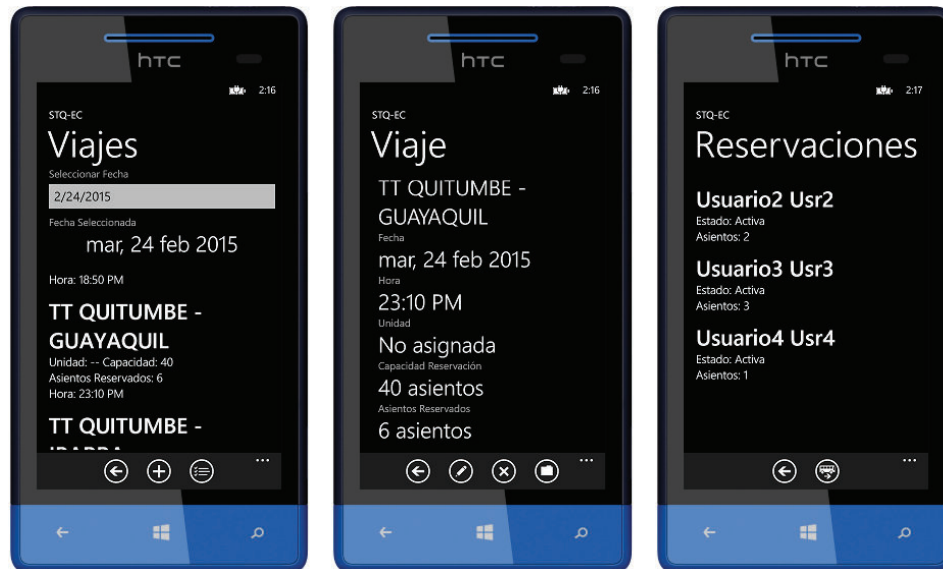 hTC
2:16
STQ-EC
Viajes
Seleccionar Fecha
2/24/2015
Fecha Seleccionada
mar, 24 feb 2015
Hora: 18:50 PM
TT QUITUMBE -
GUAYAQUIL
Unidad: -- Capacidad: 40
Asientos Reservados: 6
Hora: 23:10 PM
TT QUITUMBE -
hTC
2:16
STQ-EC
Viaje
TT QUITUMBE -
GUAYAQUIL
Fecha
mar, 24 feb 2015
Hora
23:10 PM
Unidad
No asignada
Capacidad Reservación
40 asientos
Asientos Reservados
6 asientos
hTC
2:17
STQ-EC
Reservaciones
Usuario2 Usr2
Estado: Activa
Asientos: 2
Usuario3 Usr3
Estado: Activa
Asientos: 3
Usuario4 Usr4
Estado: Activa
Asientos: 1